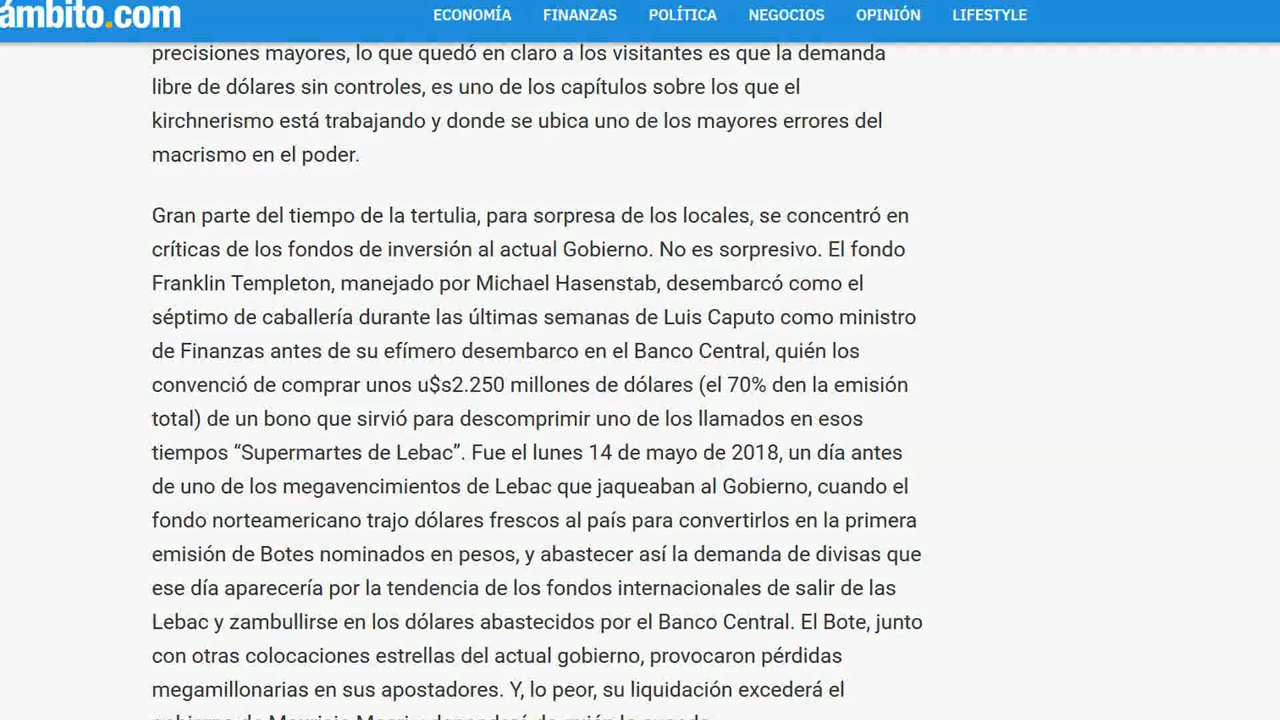 ámbito.com
ECONOMÍA FINANZAS POLÍTICA NEGOCIOS OPINIÓN LIFESTYLE
precisiones mayores, lo que quedó en claro a los visitantes es que la demanda
libre de dólares sin controles, es uno de los capítulos sobre los que el
kirchnerismo está trabajando y donde se ubica uno de los mayores errores del
macrismo en el poder.
Gran parte del tiempo de la tertulia, para sorpresa de los locales, se concentró en
críticas de los fondos de inversión al actual Gobierno. No es sorpresivo. El fondo
Franklin Templeton, manejado por Michael Hasenstab, desembarcó como el
séptimo de caballería durante las últimas semanas de Luis Caputo como ministro
de Finanzas antes de su efímero desembarco en el Banco Central, quién los
convenció de comprar unos u$s2.250 millones de dólares (el 70% den la emisión
total) de un bono que sirvió para descomprimir uno de los llamados en esos
tiempos “Supermartes de Lebac”. Fue el lunes 14 de mayo de 2018, un día antes
de uno de los megavencimientos de Lebac que jaqueaban al Gobierno, cuando el
fondo norteamericano trajo dólares frescos al país para convertirlos en la primera
emisión de Botes nominados en pesos, y abastecer así la demanda de divisas que
ese día aparecería por la tendencia de los fondos internacionales de salir de las
Lebac y zambullirse en los dólares abastecidos por el Banco Central. El Bote, junto
con otras colocaciones estrellas del actual gobierno, provocaron pérdidas
megamillonarias en sus apostadores. Y, lo peor, su liquidación excederá el
gobierno de Mauricio Macri y dependerá de quién lo suceda.